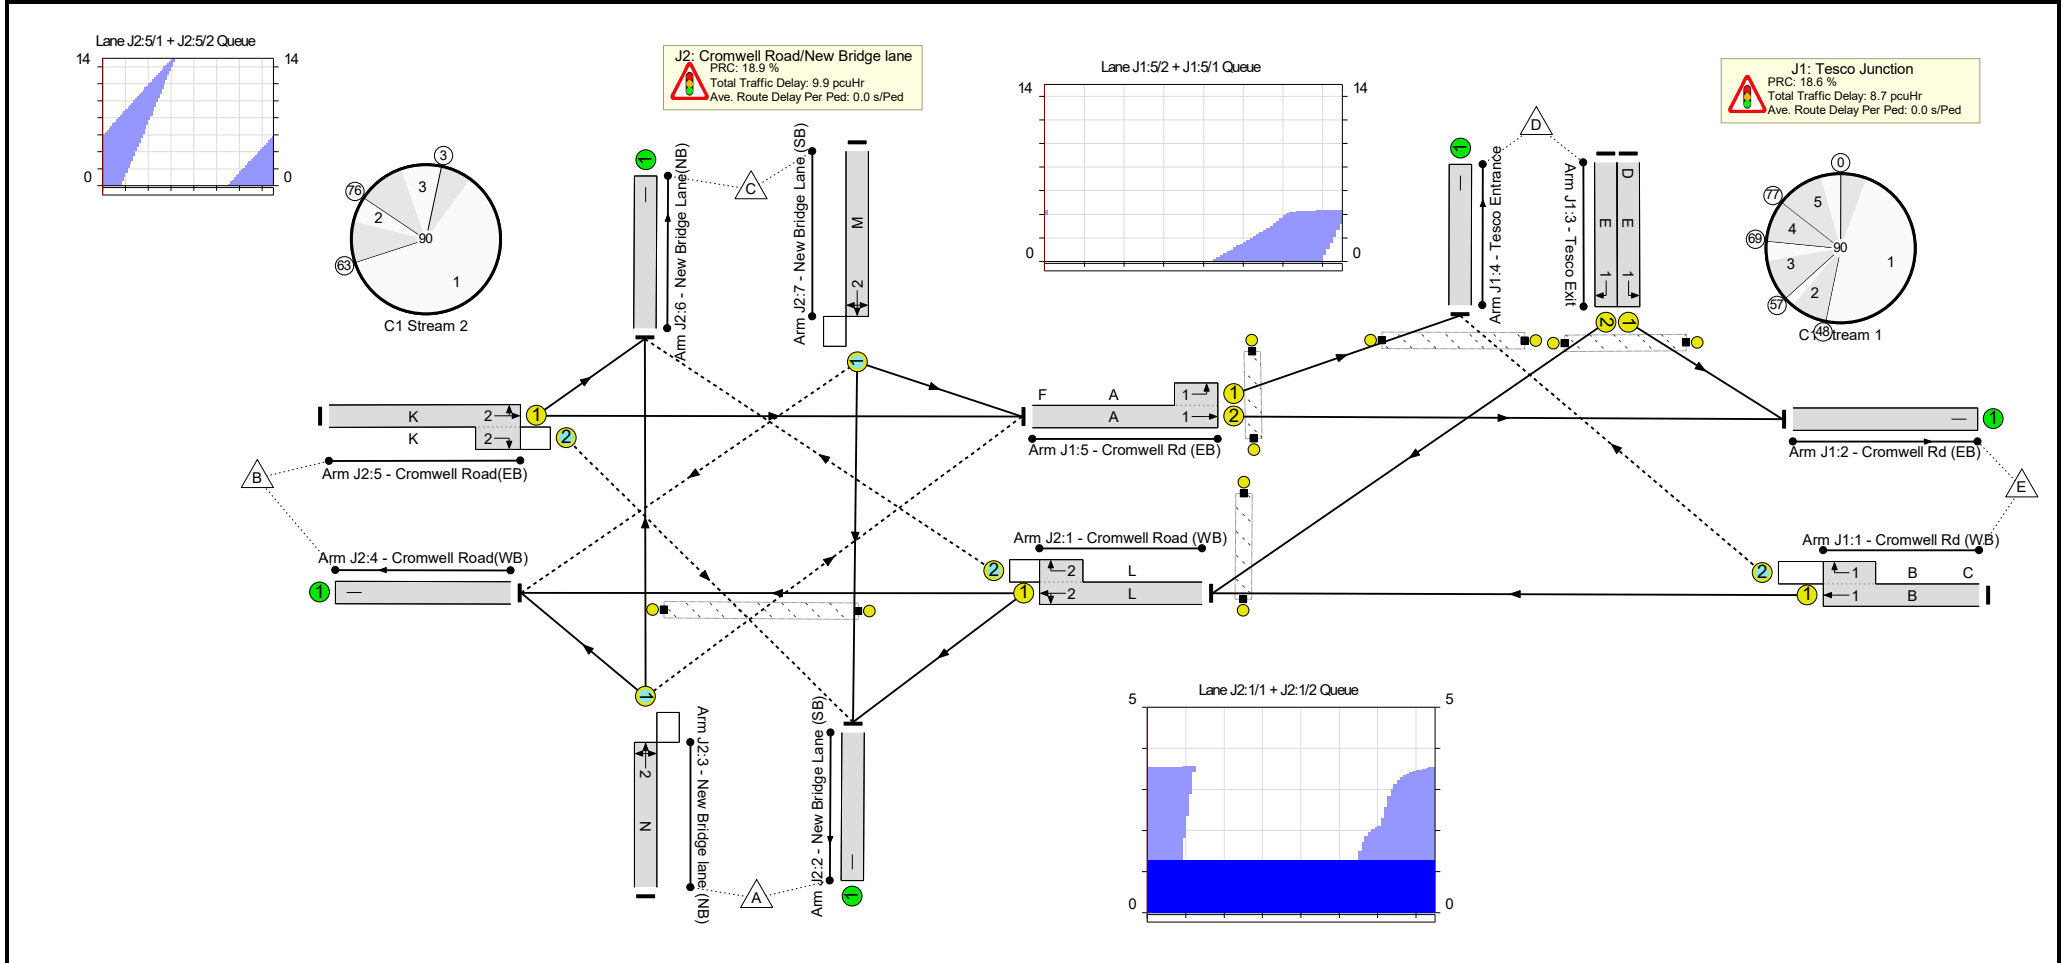 Lane J2:5/1 + J2:5/2 Queue
14
14
0
0
J2: Cromwell Road/New Bridge lane
PRC: 18.9 %
Total Traffic Delay: 9.9 pcuHr
Ave. Route Delay Per Ped: 0.0 s/Ped
Lane J1:5/2 + J1:5/1 Queue
14
14
0
0
J1: Tesco Junction
PRC: 18.6 %
Total Traffic Delay: 8.7 pcuHr
Ave. Route Delay Per Ped: 0.0 s/Ped
3
76
63
3
2
1
90
C1 Stream 2
0
77
69
57
48
5
4
3
2
1
90
C1 Stream 1
1
Arm J2:6 - New Bridge Lane(NB)
C
Arm J2:7 - New Bridge Lane (SB)
M
2
1
1
Arm J1:4 - Tesco Entrance
D
Arm J1:3 - Tesco Exit
E
1
D
E
1
2
1
K
2
1
K
2
2
Arm J2:5 - Cromwell Road(EB)
B
F
A
1
1
A
1
2
Arm J1:5 - Cromwell Rd (EB)
1
Arm J1:2 - Cromwell Rd (EB)
E
Arm J2:4 - Cromwell Road(WB)
1
Arm J2:1 - Cromwell Road (WB)
2
2
L
1
2
L
Arm J1:1 - Cromwell Rd (WB)
2
1
B
C
1
1
B
1
2
N
Arm J2:3 - New Bridge lane (NB)
A
Arm J2:2 - New Bridge Lane (SB)
1
Lane J2:1/1 + J2:1/2 Queue
5
5
0
0